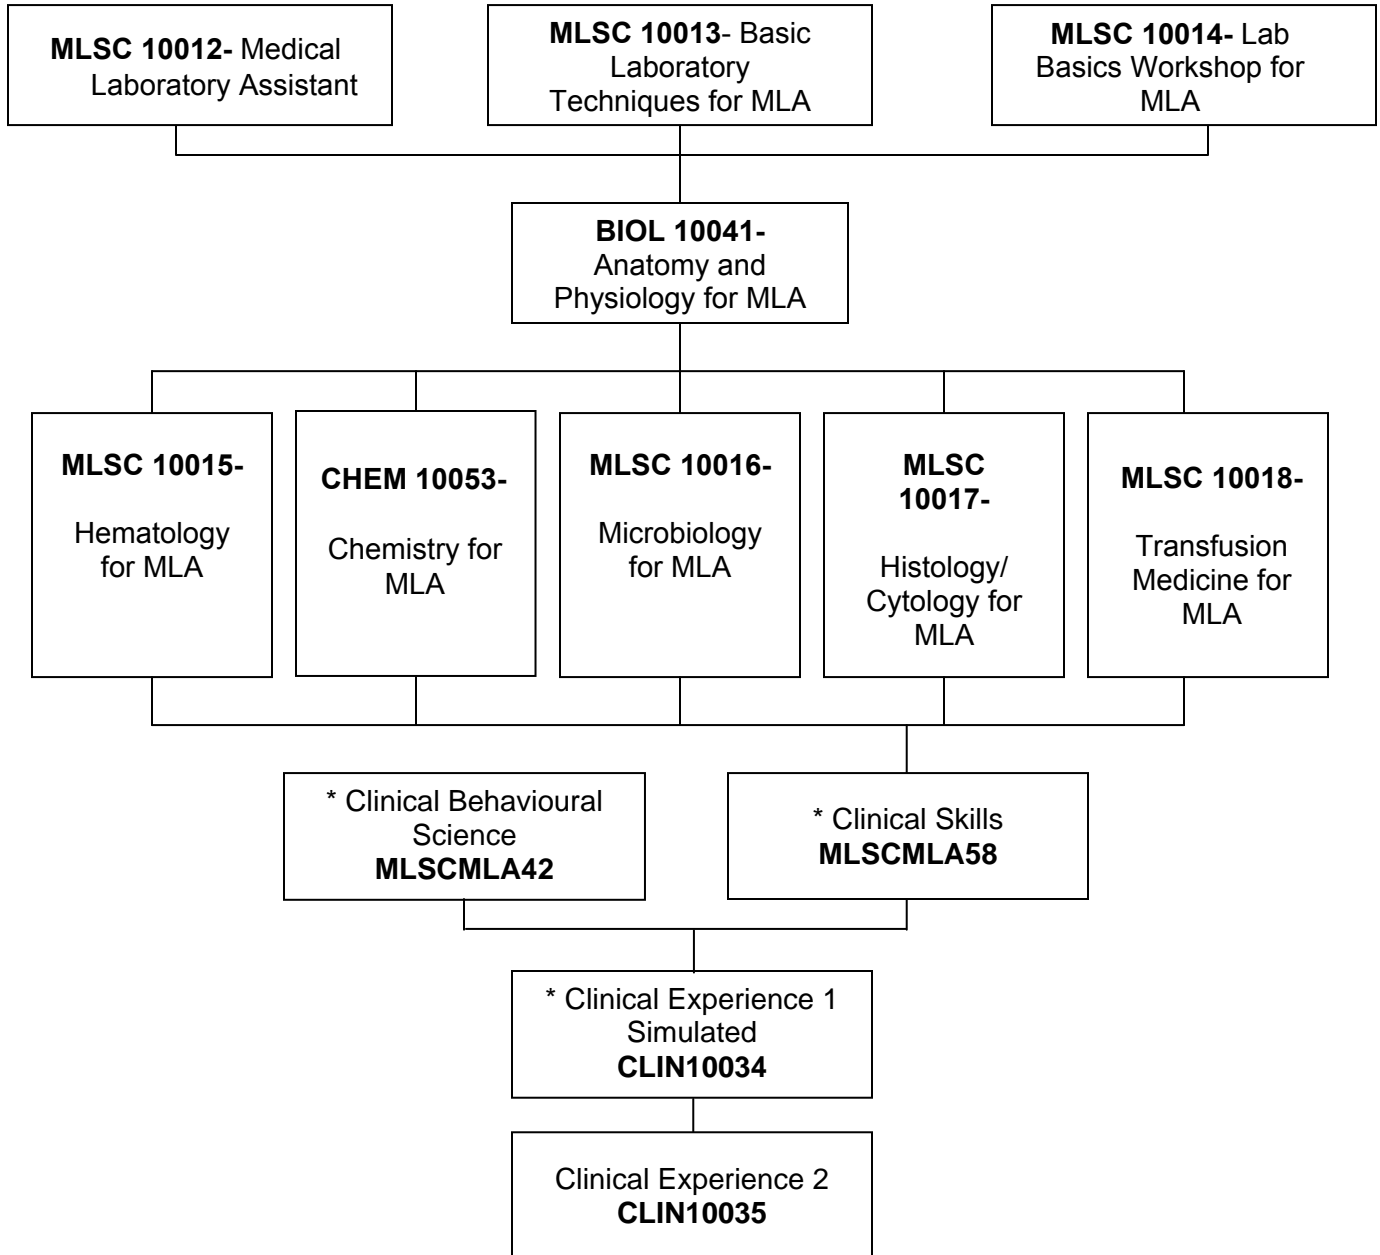 MLSC 10012- Medical
Laboratory Assistant
MLSC 10013- Basic
Laboratory
Techniques for MLA
MLSC 10014- Lab
Basics Workshop for
MLA
BIOL 10041-
Anatomy and
Physiology for MLA
MLSC 10015-
Hematology
for MLA
CHEM 10053-
Chemistry for
MLA
MLSC 10016-
Microbiology
for MLA
MLSC
10017-
Histology/
Cytology for
MLA
MLSC 10018-
Transfusion
Medicine for
MLA
* Clinical Behavioural
Science
MLSCMLA42
* Clinical Skills
MLSCMLA58
* Clinical Experience 1
Simulated
CLIN10034
Clinical Experience 2
CLIN10035